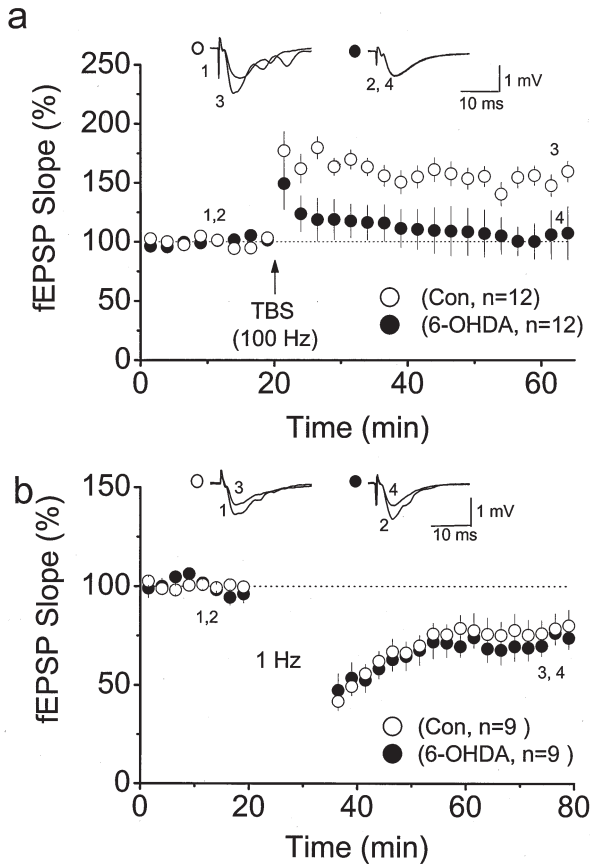 a
1
3
2, 4
1 mV
10 ms
250
200
150
100
50
0
fEPSP Slope (%)
1,2
3
4
TBS
(100 Hz)
(Con, n=12)
(6-OHDA, n=12)
0
20
40
60
Time (min)
b
3
1
4
2
1 mV
10 ms
150
100
50
0
fEPSP Slope (%)
1,2
1 Hz
3, 4
(Con, n=9 )
(6-OHDA, n=9 )
0
20
40
60
80
Time (min)